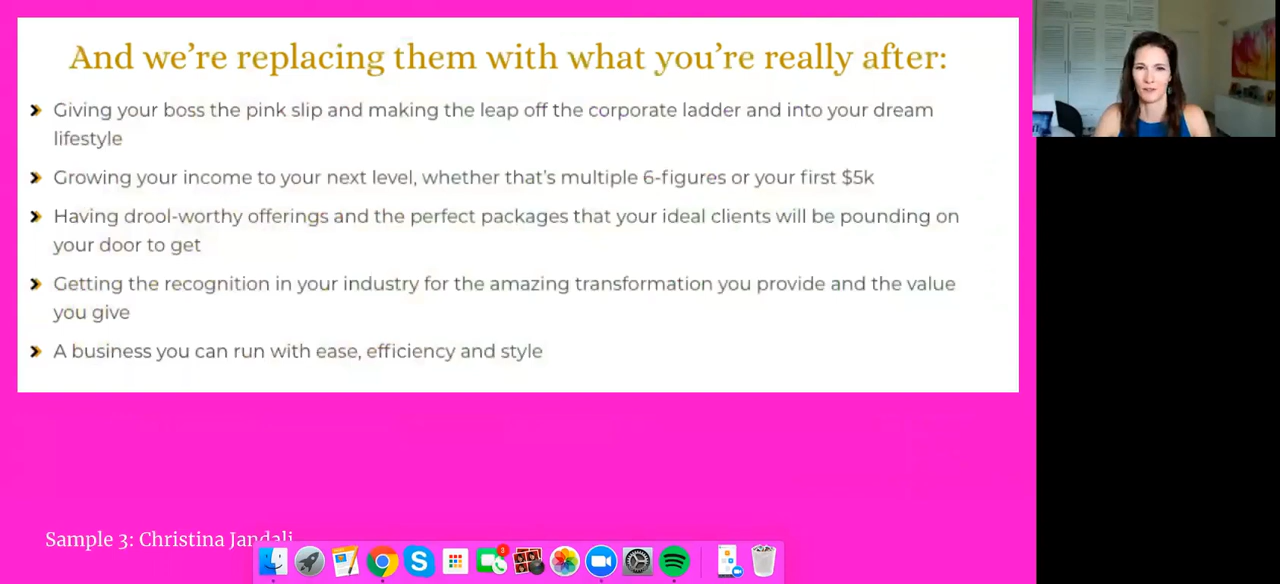 And we're replacing them with what you're really after:
Giving your boss the pink slip and making the leap off the corporate ladder and into your dream
lifestyle
Growing your income to your next level, whether that's multiple 6-figures or your first $5k
Having drool-worthy offerings and the perfect packages that your ideal clients will be pounding on
your door to get
Getting the recognition in your industry for the amazing transformation you provide and the value
you give
A business you can run with ease, efficiency and style
Sample 3: Christina Jandali